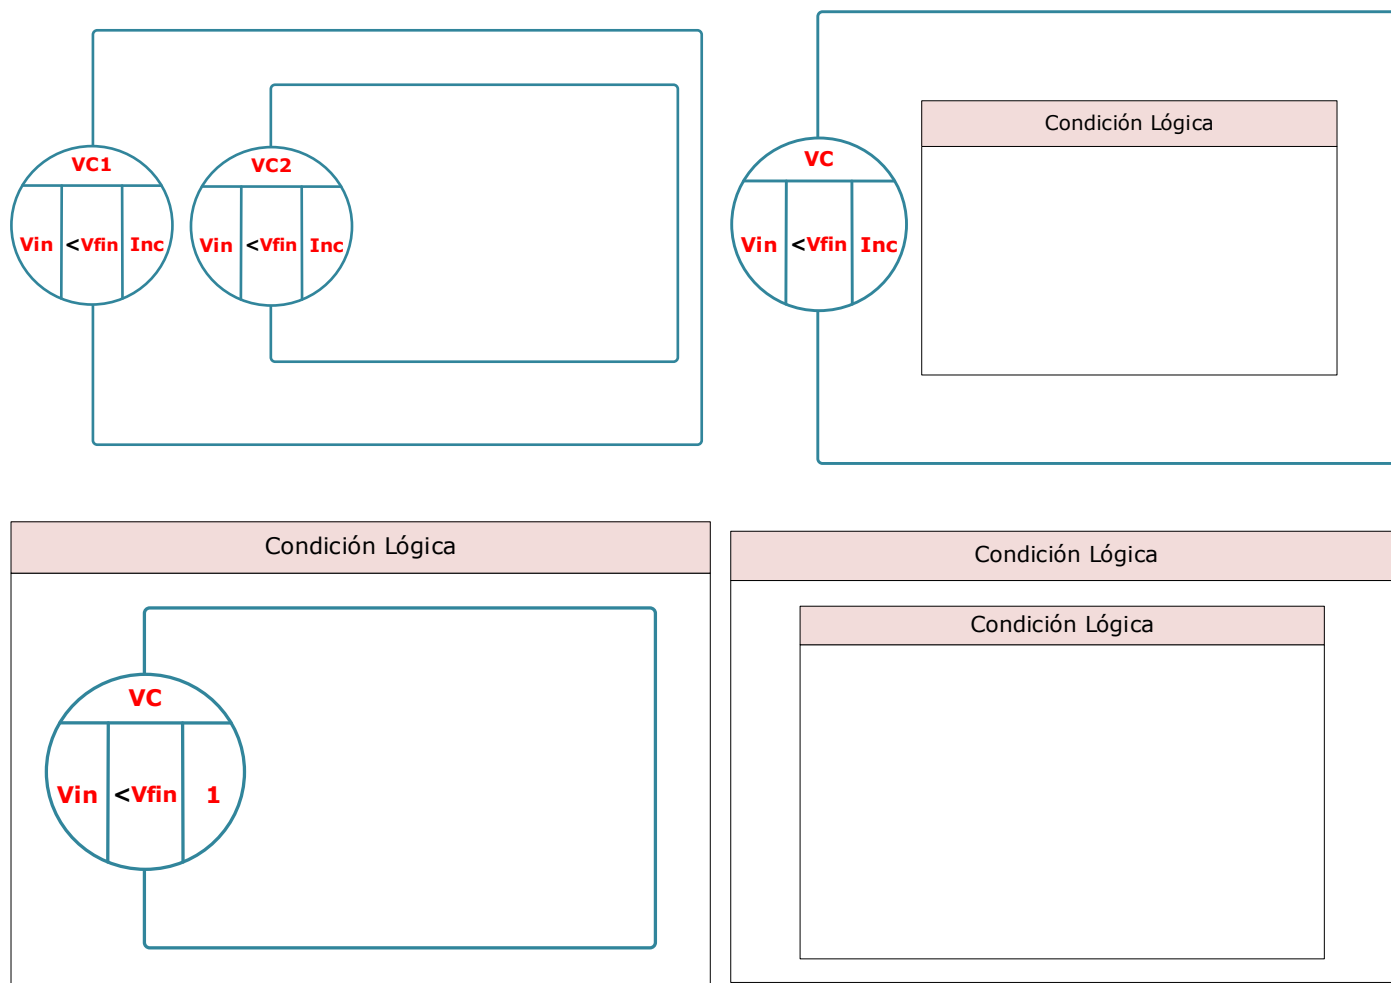 VC1
Vin <Vfin Inc
VC2
Vin <Vfin Inc
Condición Lógica
VC
Vin <Vfin Inc
Condición Lógica
VC
Vin <Vfin 1
Condición Lógica
Condición Lógica